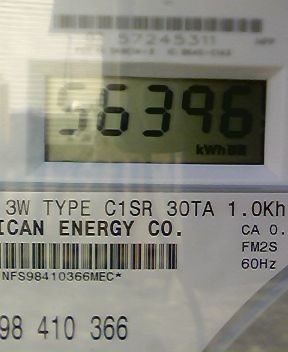 57245311
56396
kWh
3W TYPE C1SR 30TA 1.0Kh
ICAN ENERGY CO.
CA 0.
FM2S
60Hz
NFS98410366MEC*
98 410 366